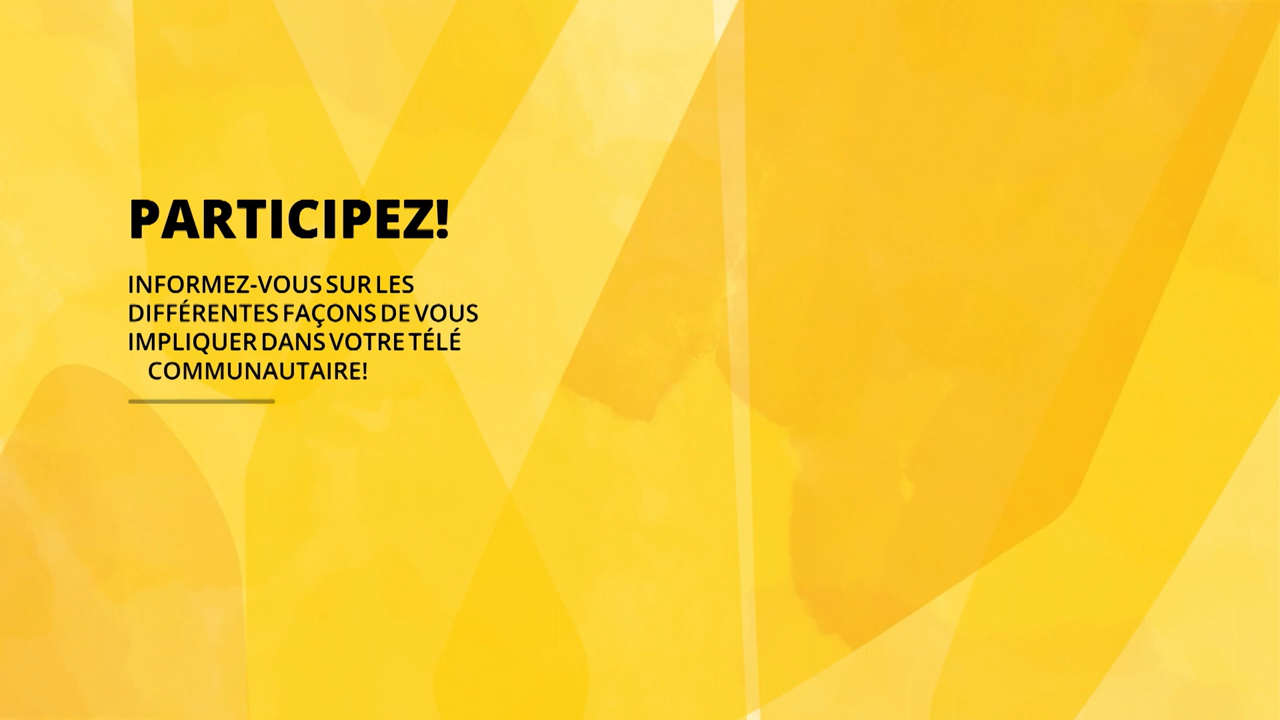 PARTICIPEZ!
INFORMEZ-VOUS SUR LES
DIFFÉRENTES FAÇONS DE VOUS
IMPLIQUER DANS VOTRE TÉLÉ
COMMUNAUTAIRE!